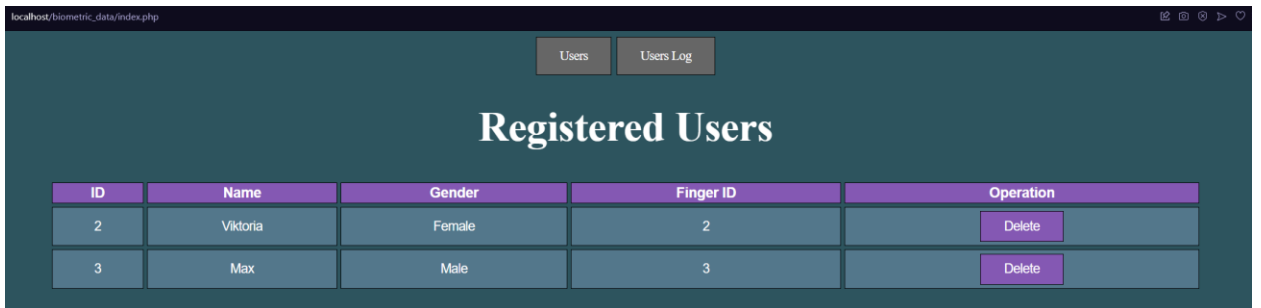 localhost/biometric_data/index.php
Users Users Log
Registered Users
ID Name Gender Finger ID Operation
2 Viktoria Female 2 Delete
3 Max Male 3 Delete